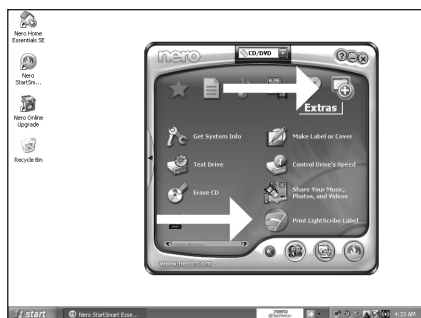 Nero Home
Essentials SE
Nero
StartSm...
Nero Online
Upgrade
Recycle Bin
nero
CD/DVD
Extras
Get System Info
Make Label or Cover
Test Drive
Control Drive's Speed
Erase CD
Share Your Music,
Photos, and Videos
Print LightScribe Label
www.nero.com
start
Nero StartSmart Esse...
nero
4:33 AM